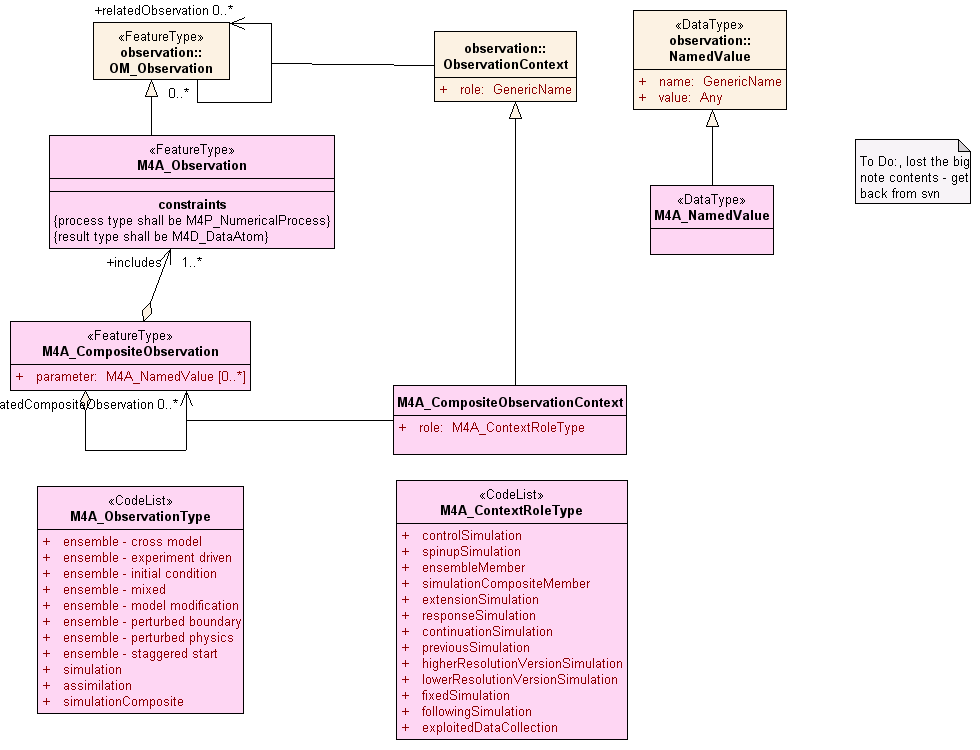 +relatedObservation 0..*
«FeatureType»
observation::
OM_Observation
0..*
observation::
ObservationContext
+ role: GenericName
«DataType»
observation::
NamedValue
+ name: GenericName
+ value: Any
«FeatureType»
M4A_Observation
constraints
{process type shall be M4P_NumericalProcess}
{result type shall be M4D_DataAtom}
To Do:, lost the big
note contents - get
back from svn
«DataType»
M4A_NamedValue
+includes 1..*
«FeatureType»
M4A_CompositeObservation
+ parameter: M4A_NamedValue [0..*]
atedCompositeObservation 0..*
M4A_CompositeObservationContext
+ role: M4A_ContextRoleType
«CodeList»
M4A_ObservationType
+ ensemble - cross model
+ ensemble - experiment driven
+ ensemble - initial condition
+ ensemble - mixed
+ ensemble - model modification
+ ensemble - perturbed boundary
+ ensemble - perturbed physics
+ ensemble - staggered start
+ simulation
+ assimilation
+ simulationComposite
«CodeList»
M4A_ContextRoleType
+ controlSimulation
+ spinupSimulation
+ ensembleMember
+ simulationCompositeMember
+ extensionSimulation
+ responseSimulation
+ continuationSimulation
+ previousSimulation
+ higherResolutionVersionSimulation
+ lowerResolutionVersionSimulation
+ fixedSimulation
+ followingSimulation
+ exploitedDataCollection